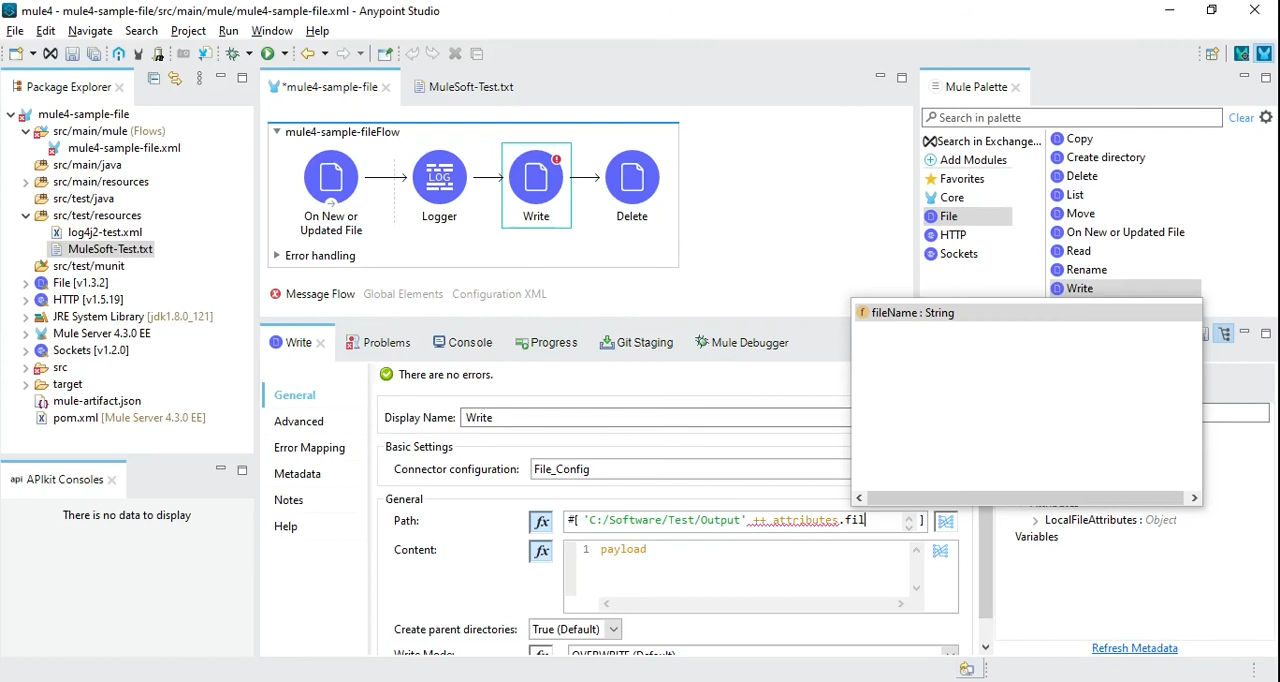 mule4 - mule4-sample-file/src/main/mule/mule4-sample-file.xml - Anypoint Studio
File Edit Navigate Search Project Run Window Help
Package Explorer
mule4-sample-file
src/main/mule (Flows)
mule4-sample-file.xml
src/main/java
src/main/resources
src/test/java
src/test/resources
log4j2-test.xml
MuleSoft-Test.txt
src/test/munit
File [v1.3.2]
HTTP [v1.5.19]
JRE System Library [jdk1.8.0_121]
Mule Server 4.3.0 EE
Sockets [v1.2.0]
src
target
mule-artifact.json
pom.xml [Mule Server 4.3.0 EE]
api APIkit Consoles
There is no data to display
*mule4-sample-file
MuleSoft-Test.txt
mule4-sample-fileFlow
LOG
On New or
Updated File
Logger
Write
Delete
Error handling
Message Flow Global Elements Configuration XML
Mule Palette
Search in palette
Clear
Search in Exchange...
Add Modules
Favorites
Core
File
HTTP
Sockets
Copy
Create directory
Delete
List
Move
On New or Updated File
Read
Rename
Write
Write Problems Console Progress Git Staging Mule Debugger
There are no errors.
General
Advanced
Error Mapping
Metadata
Notes
Help
Display Name: Write
Basic Settings
Connector configuration: File_Config
General
Path: fx #[ 'C:/Software/Test/Output' ++ attributes.fil ]
Content: fx 1 payload
Create parent directories: True (Default)
fileName : String
LocalFileAttributes : Object
Variables
Refresh Metadata